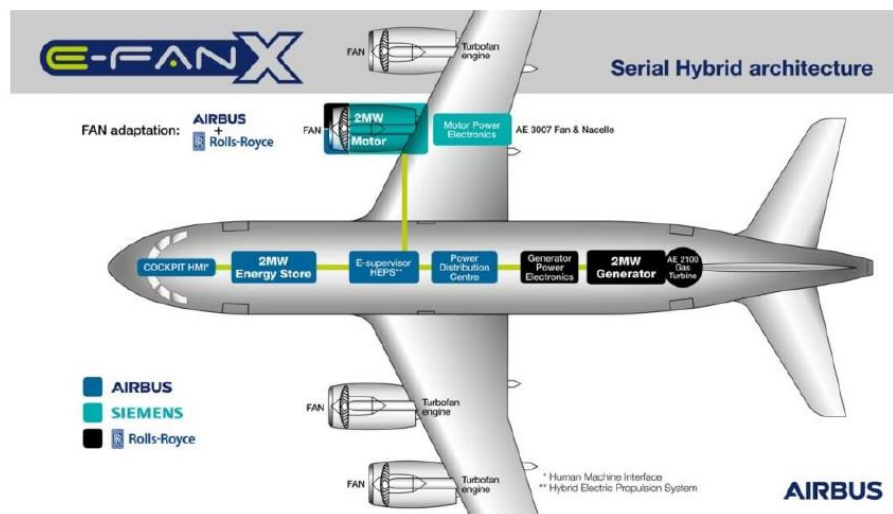 E-FAN X
Serial Hybrid architecture
FAN
Turbofan
engine
FAN adaptation:
AIRBUS
+
Rolls-Royce
FAN
2MW
Motor
Motor Power
Electronics
AE 3007 Fan & Nacelle
COCKPIT HMI*
2MW
Energy Store
E-supervisor
HEPS**
Power
Distribution
Centre
Generator
Power
Electronics
2MW
Generator
AE 2100
Gas
Turbine
AIRBUS
SIEMENS
Rolls-Royce
FAN
Turbofan
engine
FAN
Turbofan
engine
* Human Machine Interface
** Hybrid Electric Propulsion System
AIRBUS